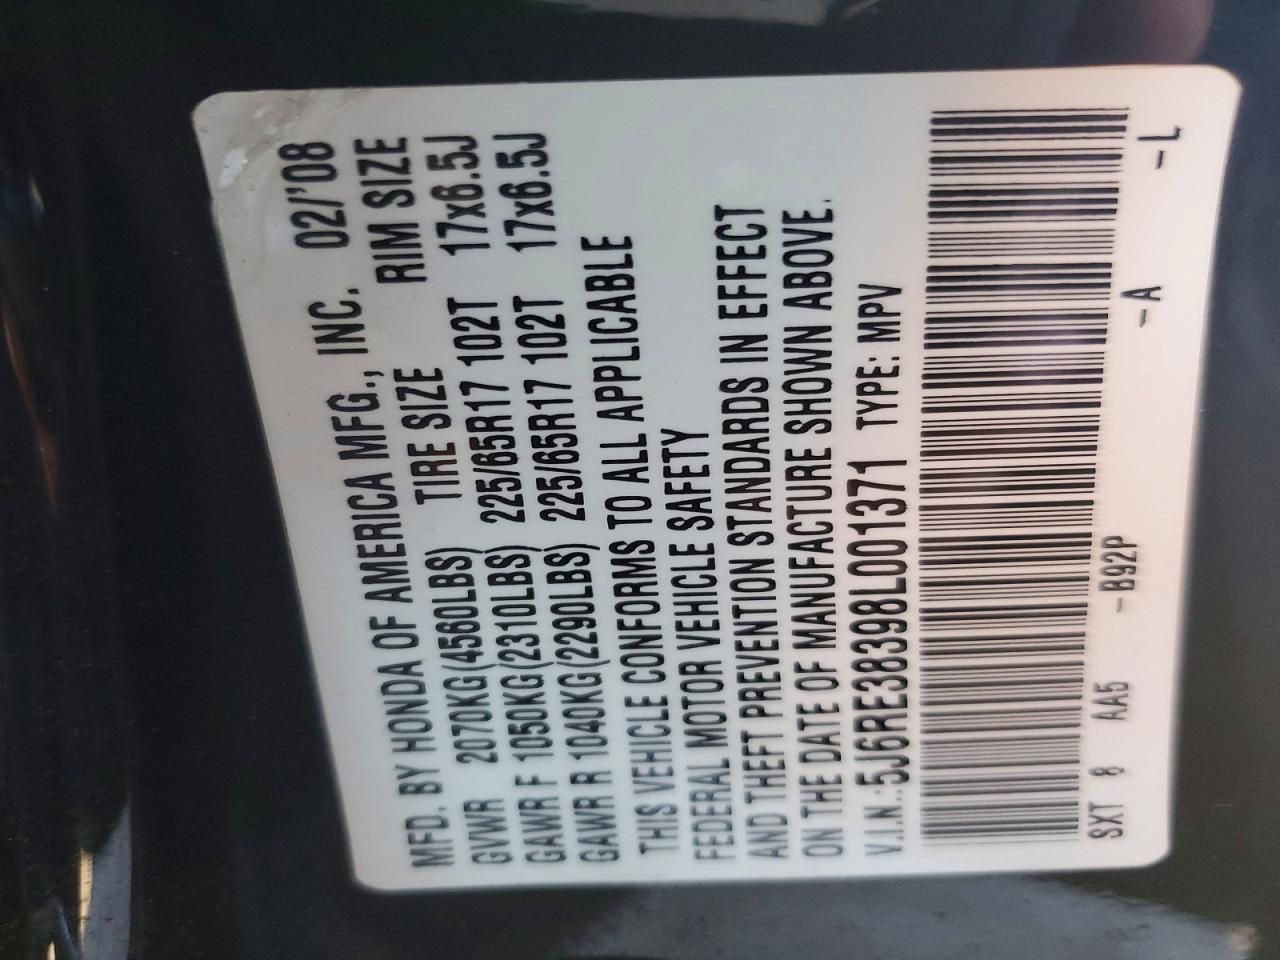 MFD. BY HONDA OF AMERICA MFG., INC. 02/'08
GVWR 2070KG(4560LBS) TIRE SIZE RIM SIZE
GAWR F 1050KG(2310LBS) 225/65R17 102T 17x6.5J
GAWR R 1040KG(2290LBS) 225/65R17 102T 17x6.5J
THIS VEHICLE CONFORMS TO ALL APPLICABLE
FEDERAL MOTOR VEHICLE SAFETY
AND THEFT PREVENTION STANDARDS IN EFFECT
ON THE DATE OF MANUFACTURE SHOWN ABOVE.
V.I.N.:5J6RE38398L001371 TYPE: MPV
SXT 8 AA5 -B92P -A -L